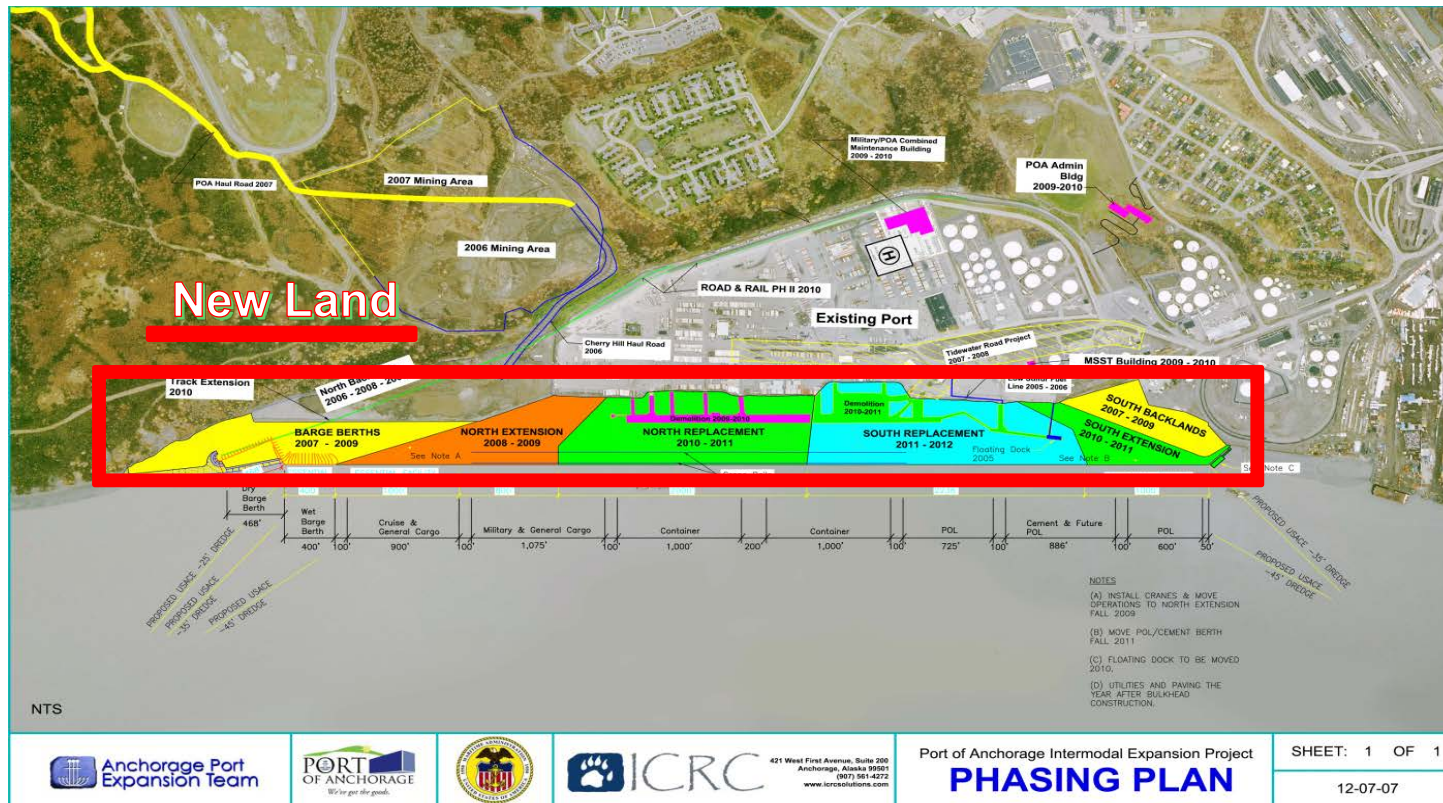 Military/POA Combined
Maintenance Building
2009 - 2010
POA Admin
Bldg
2009-2010
POA Haul Road 2007
2007 Mining Area
2006 Mining Area
ROAD & RAIL PH II 2010
New Land
Existing Port
Cherry Hill Haul Road
2006
Tidewater Road Project
2007 - 2008
MSST Building 2009 - 2010
Line 2005 - 2006
Track Extension
2010
BARGE BERTHS
2007 - 2009
NORTH EXTENSION
2008 - 2009
See Note A
Demolition 2009-2010
NORTH REPLACEMENT
2010 - 2011
Demolition
2010-2011
SOUTH REPLACEMENT
2011 - 2012
Floating Dock
2005
See Note B
SOUTH BACKLANDS
2007 - 2009
SOUTH EXTENSION
2010 - 2011
See Note C
Dry
Barge
Berth
468'
Wet
Barge
Berth
400'
100'
Cruise &
General Cargo
900'
100'
Military & General Cargo
1,075'
100'
Container
1,000'
200'
Container
1,000'
100'
POL
725'
100'
Cement & Future
POL
886'
100'
POL
600'
50'
PROPOSED USACE -25' DREDGE
PROPOSED USACE
-35' DREDGE
PROPOSED USACE
-45' DREDGE
PROPOSED USACE -35' DREDGE
PROPOSED USACE
-45' DREDGE
NOTES
(A) INSTALL CRANES & MOVE
OPERATIONS TO NORTH EXTENSION
FALL 2009
(B) MOVE POL/CEMENT BERTH
FALL 2011
(C) FLOATING DOCK TO BE MOVED
2010.
(D) UTILITIES AND PAVING THE
YEAR AFTER BULKHEAD
CONSTRUCTION.
NTS
Anchorage Port
Expansion Team
PORT
OF ANCHORAGE
We've got the goods.
ICRC
421 West First Avenue, Suite 200
Anchorage, Alaska 99501
(907) 561-4272
www.icrcsolutions.com
Port of Anchorage Intermodal Expansion Project
PHASING PLAN
SHEET: 1 OF 1
12-07-07